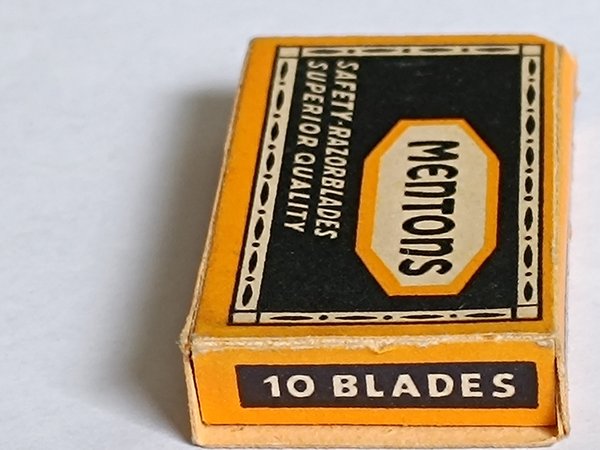 mentons
SAFETY-RAZORBLADES
SUPERIOR QUALITY
10 BLADES